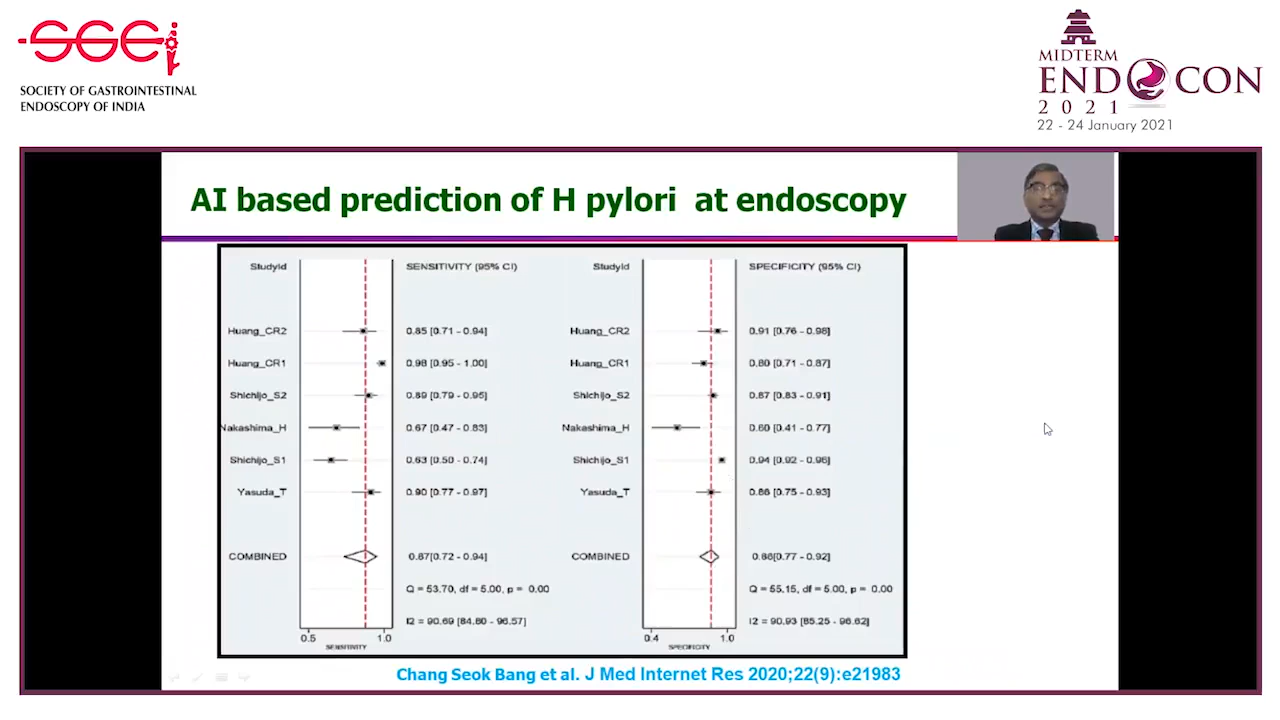 SGEi
SOCIETY OF GASTROINTESTINAL
ENDOSCOPY OF INDIA
MIDTERM
ENDOCON
2021
22 - 24 January 2021
AI based prediction of H pylori at endoscopy
StudyId SENSITIVITY (95% CI) StudyId SPECIFICITY (95% CI)
Huang_CR2 0.85 [0.71 - 0.94] Huang_CR2 0.91 [0.76 - 0.98]
Huang_CR1 0.98 [0.95 - 1.00] Huang_CR1 0.80 [0.71 - 0.87]
Shichijo_S2 0.89 [0.79 - 0.95] Shichijo_S2 0.87 [0.83 - 0.91]
Nakashima_H 0.67 [0.47 - 0.83] Nakashima_H 0.60 [0.41 - 0.77]
Shichijo_S1 0.63 [0.50 - 0.74] Shichijo_S1 0.94 [0.92 - 0.96]
Yasuda_T 0.90 [0.77 - 0.97] Yasuda_T 0.86 [0.75 - 0.93]
COMBINED 0.87[0.72 - 0.94] COMBINED 0.86[0.77 - 0.92]
Q = 53.70, df = 5.00, p = 0.00 Q = 55.15, df = 5.00, p = 0.00
I2 = 90.69 [84.80 - 96.57] I2 = 90.93 [85.25 - 96.62]
0.5 1.0 0.4 1.0
SENSITIVITY SPECIFICITY
Chang Seok Bang et al. J Med Internet Res 2020;22(9):e21983